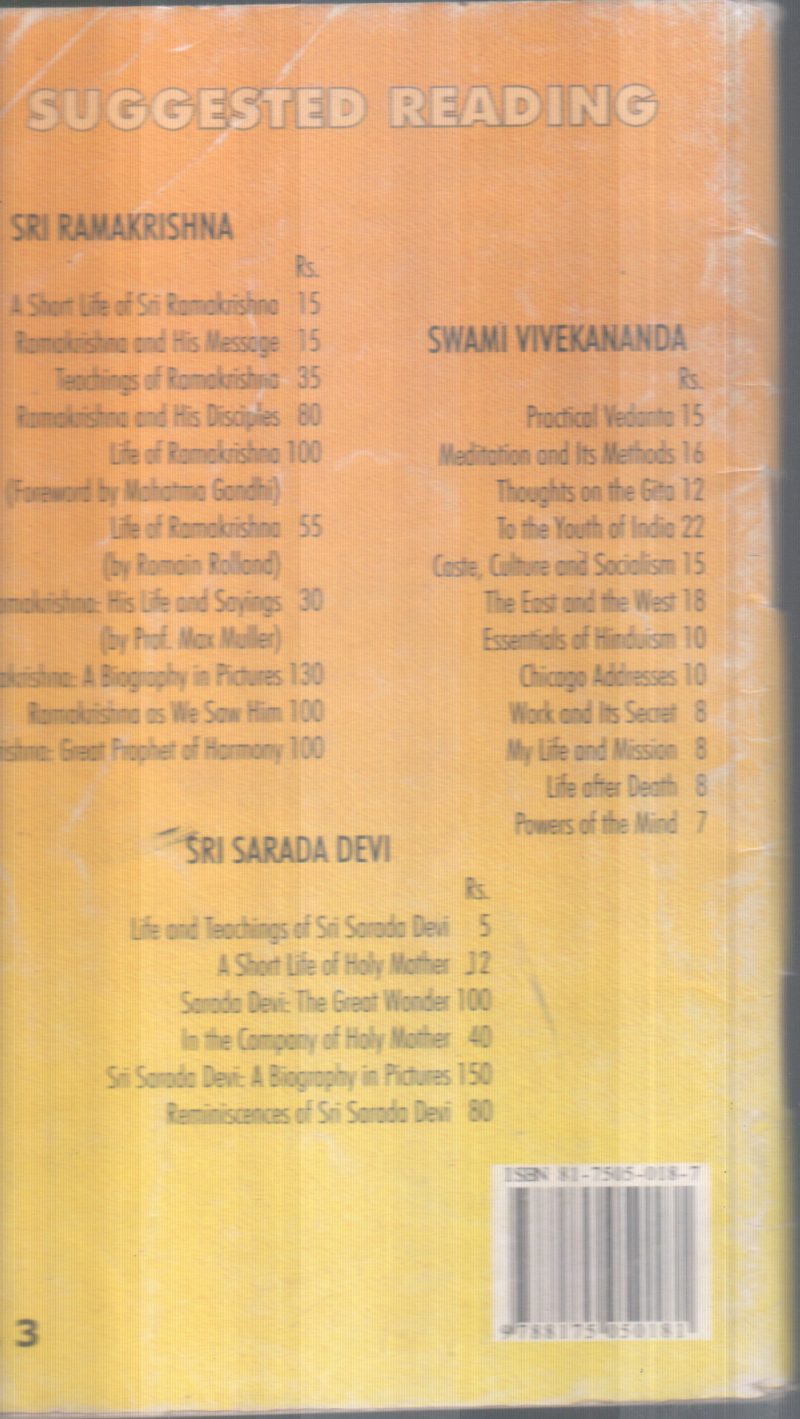 SUGGESTED READING
SRI RAMAKRISHNA
Rs.
A Short Life of Sri Ramakrishna 15
Ramakrishna and His Message 15
Teachings of Ramakrishna 35
Ramakrishna and His Disciples 80
Life of Ramakrishna 100
(Foreword by Mahatma Gandhi)
Life of Ramakrishna 55
(by Romain Rolland)
amakrishna: His Life and Sayings 30
(by Prof. Max Muller)
akrishna: A Biography in Pictures 130
Ramakrishna as We Saw Him 100
rishna: Great Prophet of Harmony 100
SWAMI VIVEKANANDA
Rs.
Practical Vedanta 15
Meditation and Its Methods 16
Thoughts on the Gita 12
To the Youth of India 22
Caste, Culture and Socialism 15
The East and the West 18
Essentials of Hinduism 10
Chicago Addresses 10
Work and Its Secret 8
My Life and Mission 8
Life after Death 8
Powers of the Mind 7
SRI SARADA DEVI
Rs.
Life and Teachings of Sri Sarada Devi 5
A Short Life of Holy Mother 12
Sarada Devi: The Great Wonder 100
In the Company of Holy Mother 40
Sri Sarada Devi: A Biography in Pictures 150
Reminiscences of Sri Sarada Devi 80
ISBN 81-7505-018-7
9788175 050181
3